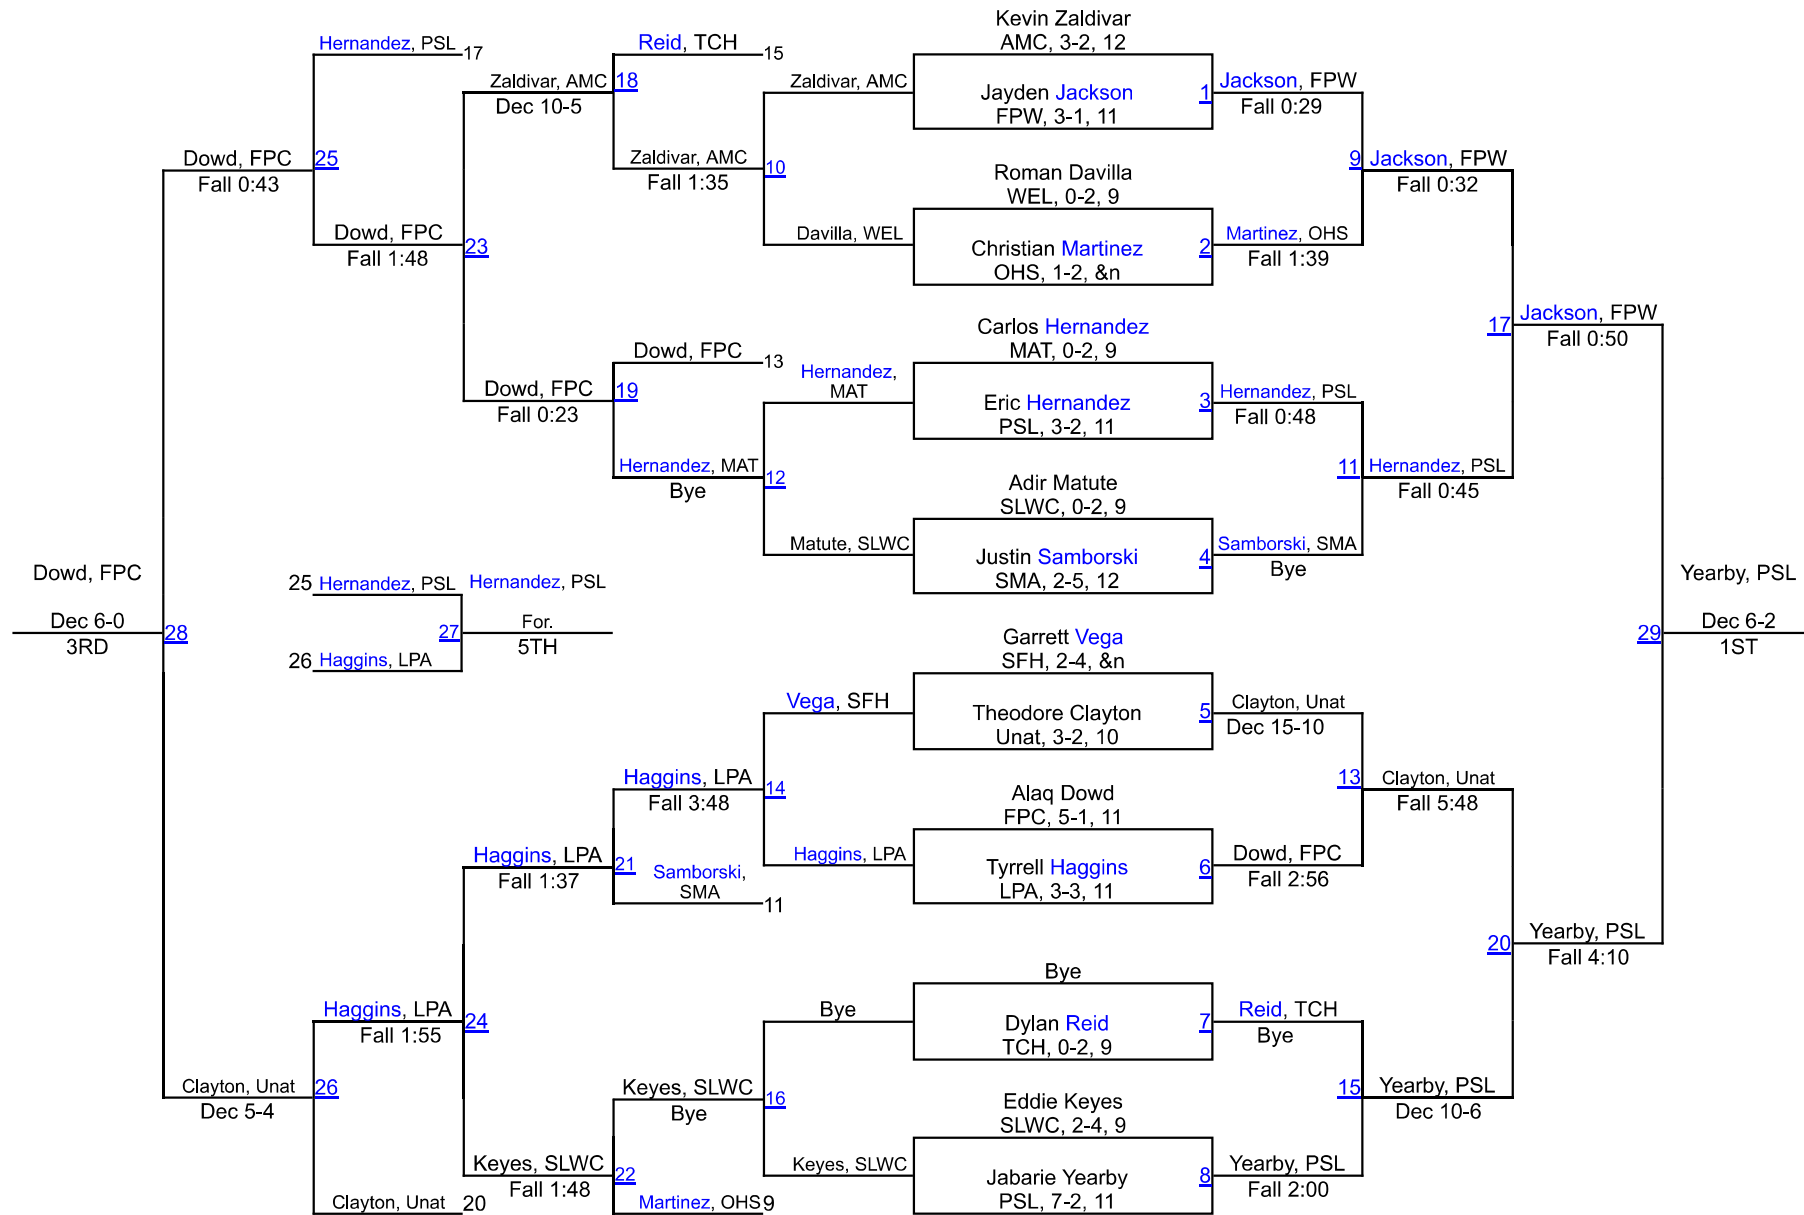 Kevin Zaldivar
AMC, 3-2, 12
Hernandez, PSL
17
Reid, TCH
15
Zaldivar, AMC
18
Dec 10-5
Zaldivar, AMC
Jayden Jackson
FPW, 3-1, 11
1
Jackson, FPW
Fall 0:29
Dowd, FPC
25
Fall 0:43
Zaldivar, AMC
10
Fall 1:35
Roman Davilla
WEL, 0-2, 9
9
Jackson, FPW
Fall 0:32
Dowd, FPC
23
Fall 1:48
Davilla, WEL
Christian Martinez
OHS, 1-2, &n
2
Martinez, OHS
Fall 1:39
Carlos Hernandez
MAT, 0-2, 9
17
Jackson, FPW
Fall 0:50
Dowd, FPC
13
Dowd, FPC
19
Fall 0:23
Hernandez,
MAT
Eric Hernandez
PSL, 3-2, 11
3
Hernandez, PSL
Fall 0:48
Hernandez, MAT
12
Bye
Adir Matute
SLWC, 0-2, 9
11
Hernandez, PSL
Fall 0:45
Matute, SLWC
Justin Samborski
SMA, 2-5, 12
4
Samborski, SMA
Bye
Dowd, FPC
Dec 6-0
28
3RD
25
Hernandez, PSL
Hernandez, PSL
27
For.
5TH
26
Haggins, LPA
Yearby, PSL
29
Dec 6-2
1ST
Garrett Vega
SFH, 2-4, &n
Vega, SFH
Theodore Clayton
Unat, 3-2, 10
5
Clayton, Unat
Dec 15-10
Haggins, LPA
14
Fall 3:48
Alaq Dowd
FPC, 5-1, 11
13
Clayton, Unat
Fall 5:48
Haggins, LPA
21
Fall 1:37
Samborski,
SMA
11
Haggins, LPA
Tyrrell Haggins
LPA, 3-3, 11
6
Dowd, FPC
Fall 2:56
20
Yearby, PSL
Fall 4:10
Bye
Haggins, LPA
24
Fall 1:55
Bye
Dylan Reid
TCH, 0-2, 9
7
Reid, TCH
Bye
Clayton, Unat
26
Dec 5-4
Keyes, SLWC
16
Bye
Eddie Keyes
SLWC, 2-4, 9
15
Yearby, PSL
Dec 10-6
Keyes, SLWC
22
Fall 1:48
Keyes, SLWC
Jabarie Yearby
PSL, 7-2, 11
8
Yearby, PSL
Fall 2:00
Clayton, Unat
20
Martinez, OHS
9